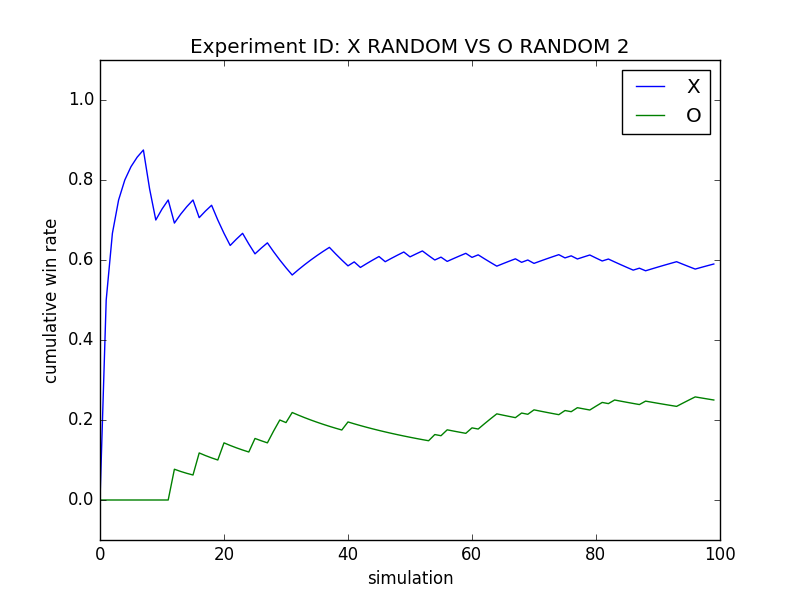 Experiment ID: X RANDOM VS O RANDOM 2
X
O
1.0
0.8
0.6
0.4
0.2
0.0
cumulative win rate
0 20 40 60 80 100
simulation